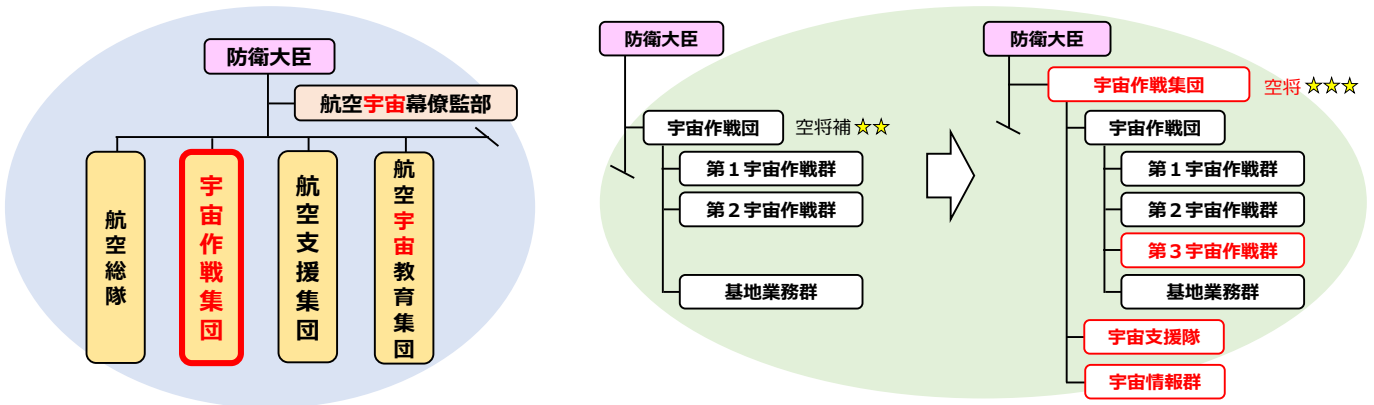 防衛大臣
航空宇宙幕僚監部
航空総隊
宇宙作戦集団
航空支援集団
航空宇宙教育集団
防衛大臣
宇宙作戦団
空将補☆☆
第1宇宙作戦群
第2宇宙作戦群
基地業務群
防衛大臣
宇宙作戦集団
空将☆☆☆
宇宙作戦団
第1宇宙作戦群
第2宇宙作戦群
第3宇宙作戦群
基地業務群
宇宙支援隊
宇宙情報群